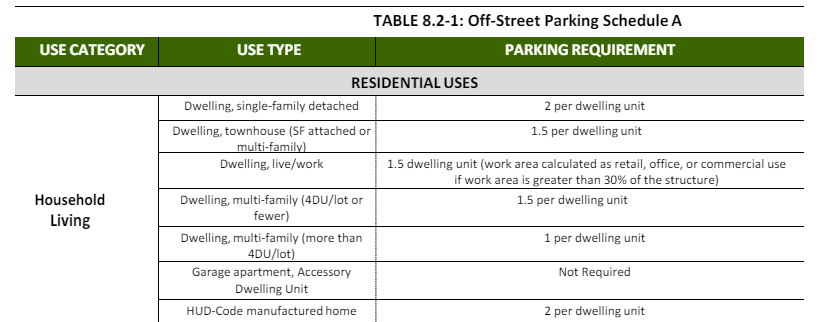 TABLE 8.2-1: Off-Street Parking Schedule A
USE CATEGORY USE TYPE PARKING REQUIREMENT
RESIDENTIAL USES
Household
Living
Dwelling, single-family detached 2 per dwelling unit
Dwelling, townhouse (SF attached or 1.5 per dwelling unit
multi-family)
Dwelling, live/work 1.5 dwelling unit (work area calculated as retail, office, or commercial use
if work area is greater than 30% of the structure)
Dwelling, multi-family (4DU/lot or 1.5 per dwelling unit
fewer)
Dwelling, multi-family (more than 1 per dwelling unit
4DU/lot)
Garage apartment, Accessory Not Required
Dwelling Unit
HUD-Code manufactured home 2 per dwelling unit